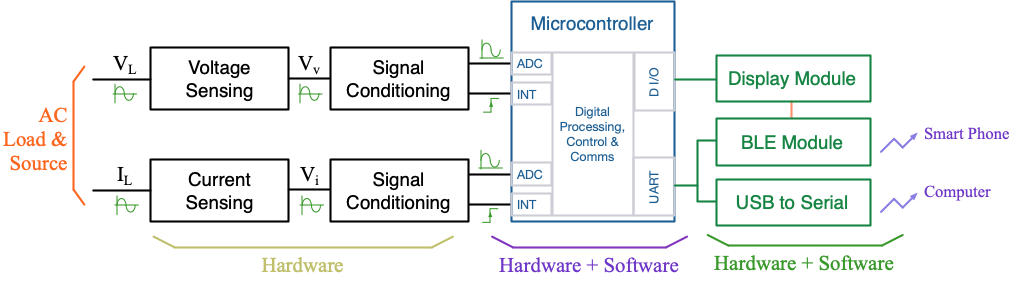 Microcontroller
AC
Load &
Source
V_L
Voltage
Sensing
V_v
Signal
Conditioning
ADC
INT
D I/O
Display Module
Digital
Processing,
Control &
Comms
BLE Module
Smart Phone
I_L
Current
Sensing
V_i
Signal
Conditioning
ADC
INT
UART
USB to Serial
Computer
Hardware
Hardware + Software
Hardware + Software